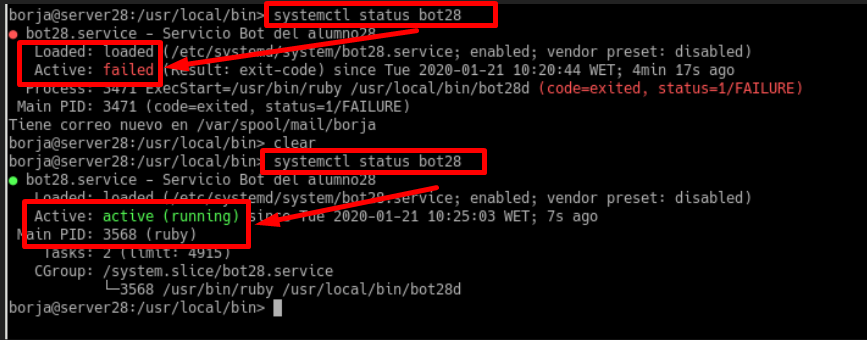 borja@server28:/usr/local/bin> systemctl status bot28
● bot28.service - Servicio Bot del alumno28
Loaded: loaded (/etc/systemd/system/bot28.service; enabled; vendor preset: disabled)
Active: failed (Result: exit-code) since Tue 2020-01-21 10:20:44 WET; 4min 17s ago
Process: 3471 ExecStart=/usr/bin/ruby /usr/local/bin/bot28d (code=exited, status=1/FAILURE)
Main PID: 3471 (code=exited, status=1/FAILURE)
Tiene correo nuevo en /var/spool/mail/borja
borja@server28:/usr/local/bin> clear
borja@server28:/usr/local/bin> systemctl status bot28
● bot28.service - Servicio Bot del alumno28
Loaded: loaded (/etc/systemd/system/bot28.service; enabled; vendor preset: disabled)
Active: active (running) since Tue 2020-01-21 10:25:03 WET; 7s ago
Main PID: 3568 (ruby)
Tasks: 2 (limit: 4915)
CGroup: /system.slice/bot28.service
└─3568 /usr/bin/ruby /usr/local/bin/bot28d
borja@server28:/usr/local/bin>